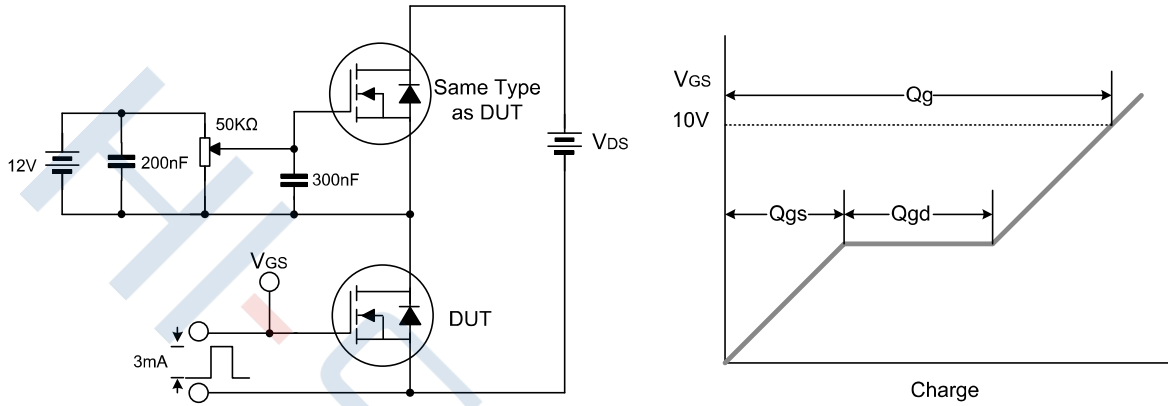 12V
200nF
50KΩ
300nF
Same Type
as DUT
VDS
VGS
DUT
3mA
VGS
10V
Qg
Qgs
Qgd
Charge